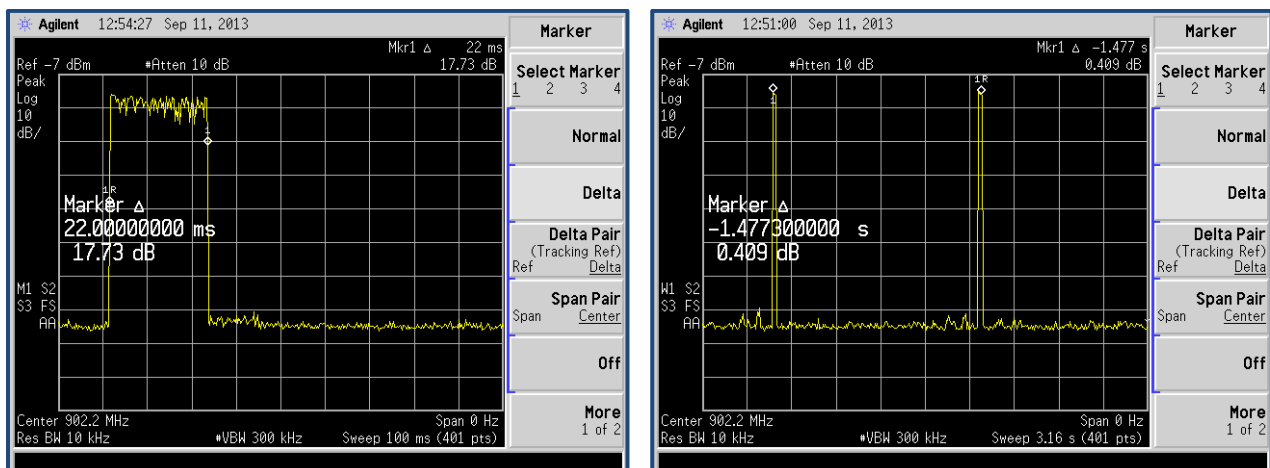 Agilent 12:54:27 Sep 11, 2013
Mkr1 Δ 22 ms
Ref -7 dBm #Atten 10 dB 17.73 dB
Peak
Log
10
dB/
1
1R
Marker Δ
22.00000000 ms
17.73 dB
M1 S2
S3 FS
AA
Center 902.2 MHz Span 0 Hz
Res BW 10 kHz #VBW 300 kHz Sweep 100 ms (401 pts)
Marker
Select Marker
1 2 3 4
Normal
Delta
Delta Pair
(Tracking Ref)
Ref Delta
Span Pair
Span Center
Off
More
1 of 2
Agilent 12:51:00 Sep 11, 2013
Mkr1 Δ -1.477 s
Ref -7 dBm #Atten 10 dB 0.409 dB
Peak
Log
10
dB/
1
1R
Marker Δ
-1.477300000 s
0.409 dB
W1 S2
S3 FS
AA
Center 902.2 MHz Span 0 Hz
Res BW 10 kHz #VBW 300 kHz Sweep 3.16 s (401 pts)
Marker
Select Marker
1 2 3 4
Normal
Delta
Delta Pair
(Tracking Ref)
Ref Delta
Span Pair
Span Center
Off
More
1 of 2